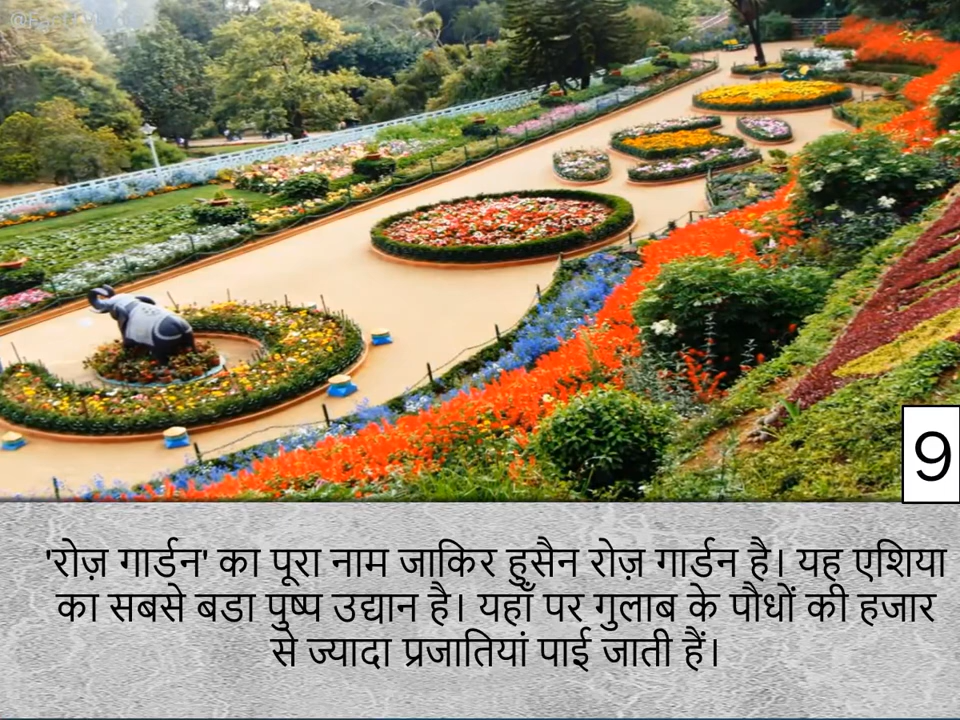 9
'रोज़ गार्डन' का पूरा नाम जाकिर हुसैन रोज़ गार्डन है। यह एशिया
का सबसे बडा पुष्प उद्यान है। यहाँ पर गुलाब के पौधों की हजार
से ज्यादा प्रजातियां पाई जाती हैं।